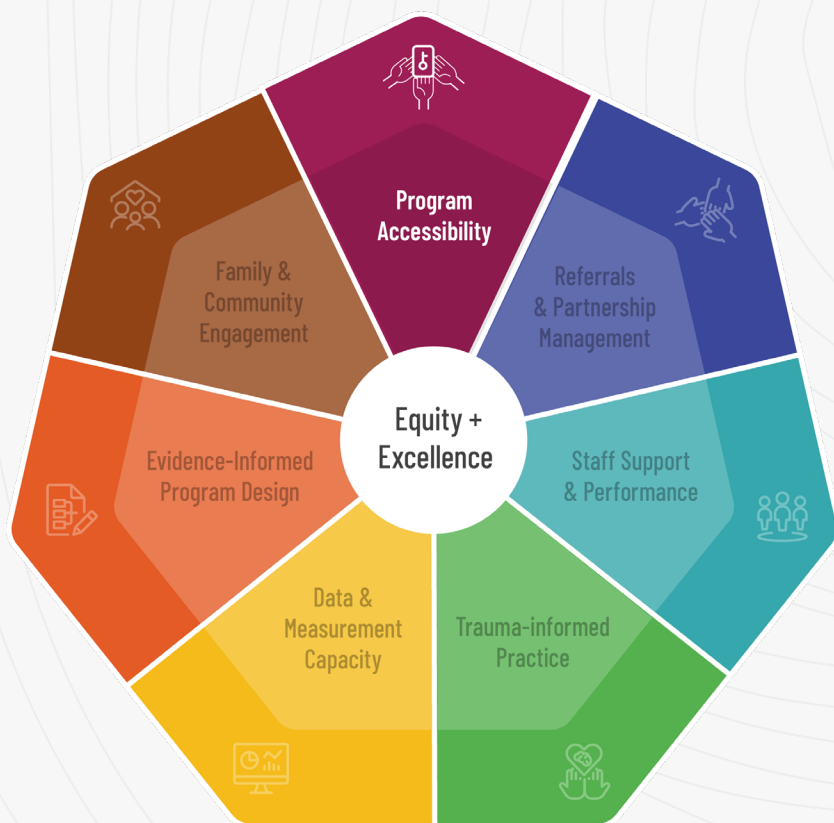 Program
Accessibility
Referrals
& Partnership
Management
Staff Support
& Performance
Trauma-informed
Practice
Data &
Measurement
Capacity
Evidence-Informed
Program Design
Family &
Community
Engagement
Equity +
Excellence